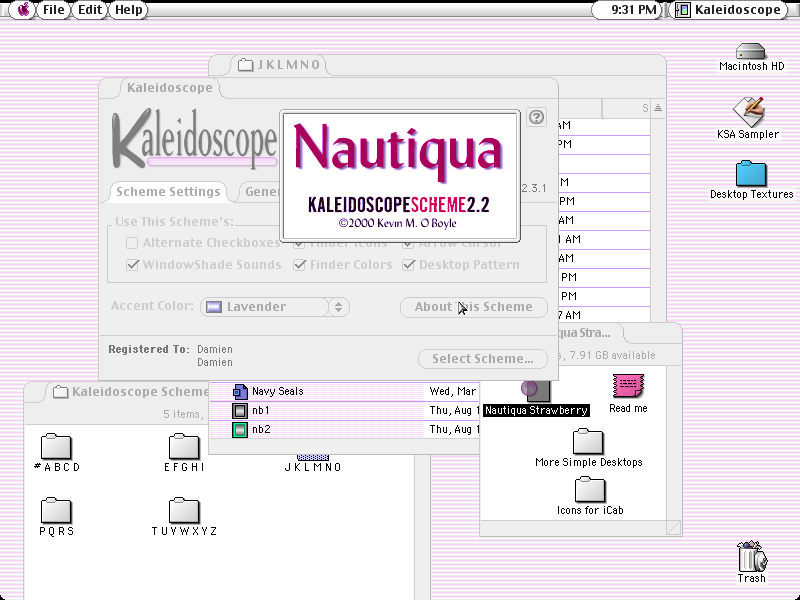 File Edit Help
9:31 PM Kaleidoscope
Macintosh HD
KSA Sampler
Desktop Textures
Trash
JKLMNO
S
AM
PM
M
PM
AM
1 AM
PM
PM
PM
7 AM
Kaleidoscope
Kaleidoscope
2.3.1
Scheme Settings
Use This Scheme's:
Alternate Checkboxes
Finder Icons
Arrow Cursor
WindowShade Sounds
Finder Colors
Desktop Pattern
Accent Color: Lavender
About This Scheme
Registered To: Damien
Damien
Select Scheme...
Nautiqua
KALEIDOSCOPESCHEME2.2
©2000 Kevin M. O Boyle
Navy Seals Wed, Mar
nb1 Thu, Aug 1
nb2 Thu, Aug 1
Kaleidoscope Scheme
5 items,
#ABCD
EFGHI
JKLMNO
PQRS
TUVWXYZ
qua Stra...
s, 7.91 GB available
Nautiqua Strawberry
Read me
More Simple Desktops
Icons for iCab